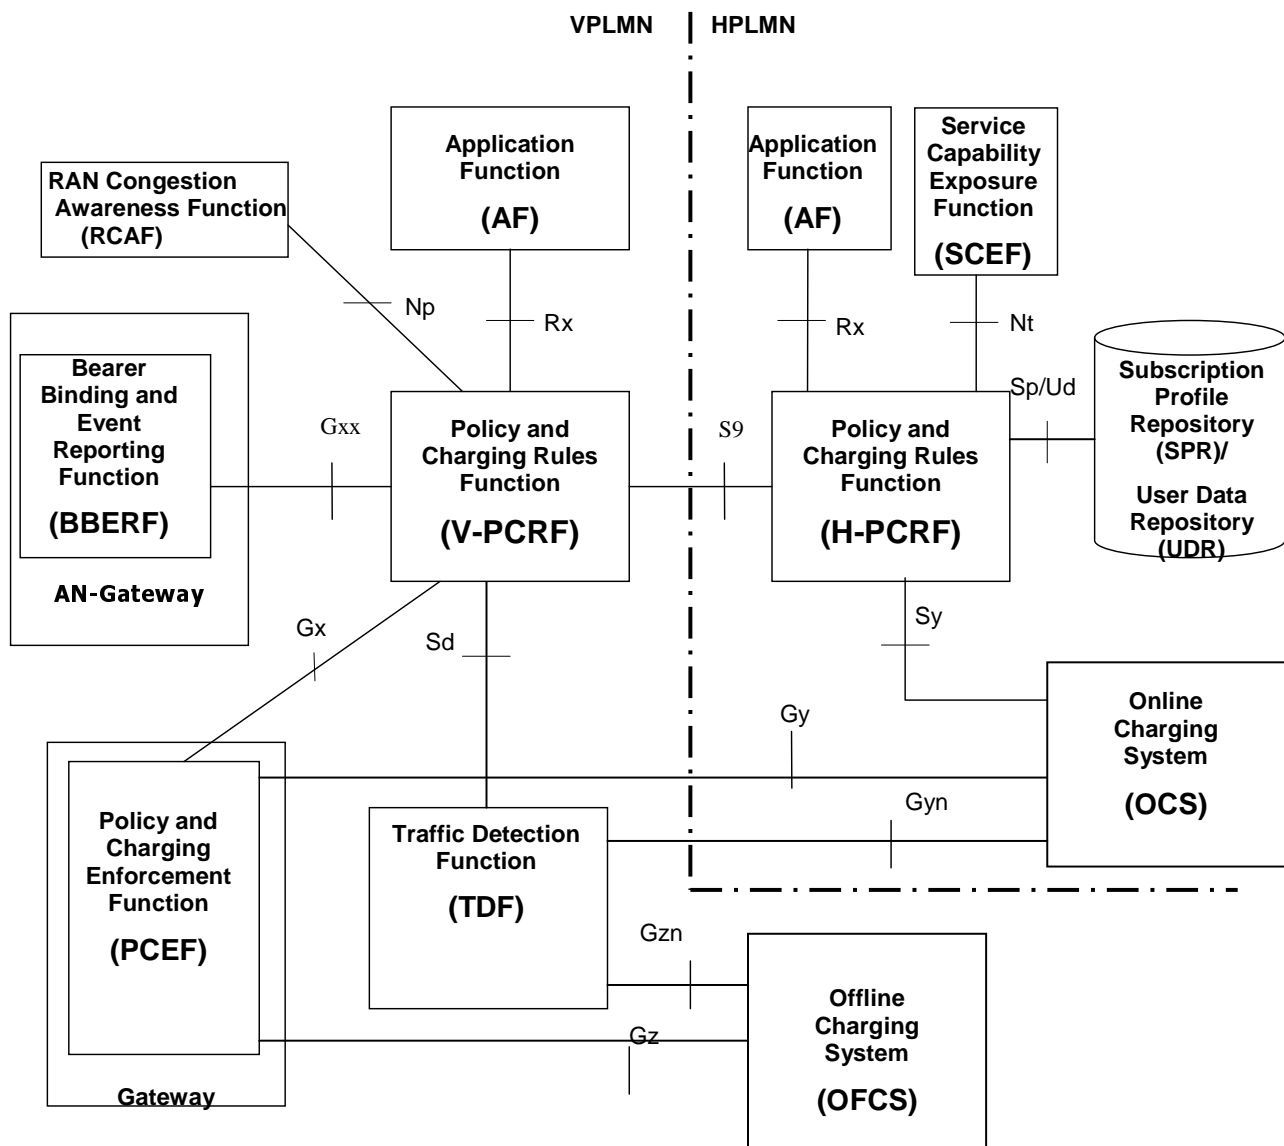 VPLMN
HPLMN
RAN Congestion
Awareness Function
(RCAF)
Application
Function
(AF)
Application
Function
(AF)
Service
Capability
Exposure
Function
(SCEF)
Np
Rx
Rx
Nt
Sp/Ud
Bearer
Binding and
Event
Reporting
Function
(BBERF)
AN-Gateway
Gxx
Policy and
Charging Rules
Function
(V-PCRF)
S9
Policy and
Charging Rules
Function
(H-PCRF)
Subscription
Profile
Repository
(SPR)/
User Data
Repository
(UDR)
Gx
Sd
Sy
Gy
Gyn
Online
Charging
System
(OCS)
Policy and
Charging
Enforcement
Function
(PCEF)
Gateway
Traffic Detection
Function
(TDF)
Gzn
Gz
Offline
Charging
System
(OFCS)